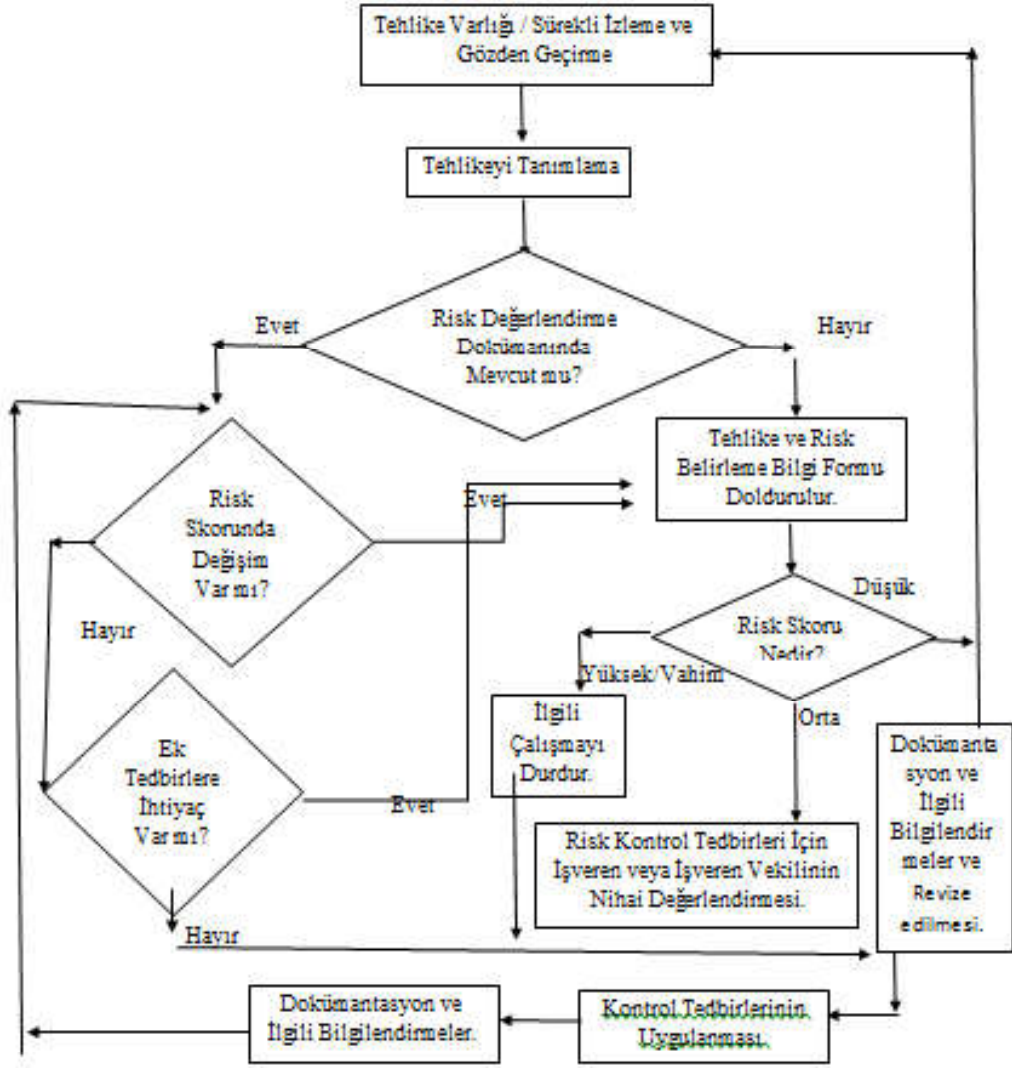 Tehlike Varlığı / Sürekli İzleme ve
Gözden Geçirme
Tehlikeyi Tanımlama
Risk Değerlendirme
Dokümanında
Mevcut mu?
Evet
Hayır
Tehlike ve Risk
Belirleme Bilgi Formu
Doldurulur.
Risk
Skorunda
Değişim
Var mı?
Evet
Hayır
Risk Skoru
Nedir?
Düşük
Yüksek/Vahim
Orta
İlgili
Çalışmayı
Durdur.
Ek
Tedbirlere
İhtiyaç
Var mı?
Evet
Hayır
Risk Kontrol Tedbirleri İçin
İşveren veya İşveren Vekilinin
Nihai Değerlendirmesi.
Dokümanta
syon ve
İlgili
Bilgilendir
meler ve
Revize
edilmesi.
Dokümantasyon ve
İlgili Bilgilendirmeler.
Kontrol Tedbirlerinin
Uygulanması.